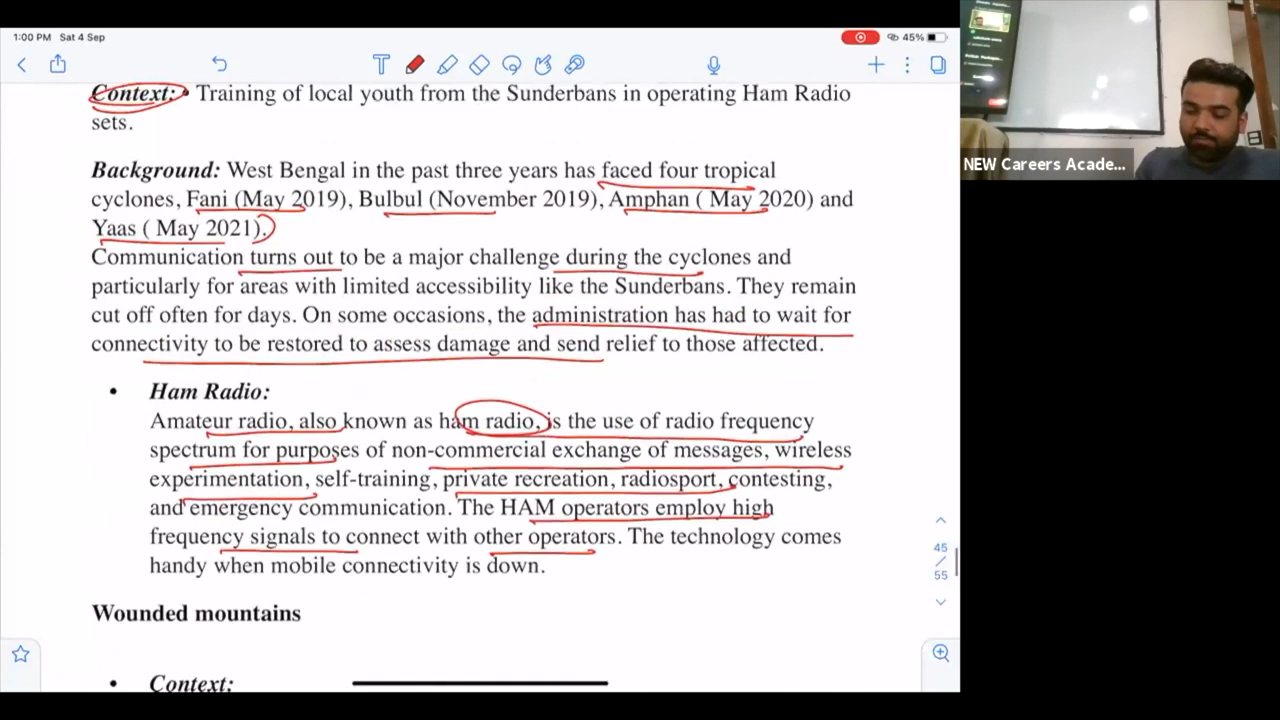 1:00 PM Sat 4 Sep
45%
Context: • Training of local youth from the Sunderbans in operating Ham Radio
sets.
Background: West Bengal in the past three years has faced four tropical
cyclones, Fani (May 2019), Bulbul (November 2019), Amphan ( May 2020) and
Yaas ( May 2021).
Communication turns out to be a major challenge during the cyclones and
particularly for areas with limited accessibility like the Sunderbans. They remain
cut off often for days. On some occasions, the administration has had to wait for
connectivity to be restored to assess damage and send relief to those affected.
• Ham Radio:
Amateur radio, also known as ham radio, is the use of radio frequency
spectrum for purposes of non-commercial exchange of messages, wireless
experimentation, self-training, private recreation, radiosport, contesting,
and emergency communication. The HAM operators employ high
frequency signals to connect with other operators. The technology comes
handy when mobile connectivity is down.
Wounded mountains
• Context:
45
/
55
NEW Careers Acade...